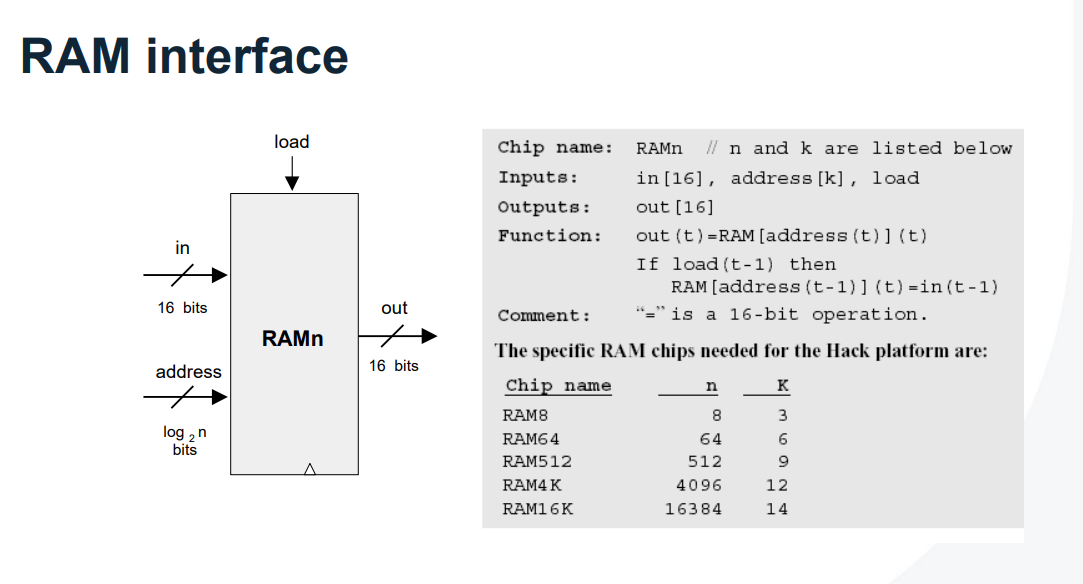 RAM interface
load
in
16 bits
address
log 2 n
bits
RAMn
out
16 bits
Chip name: RAMn // n and k are listed below
Inputs: in[16], address[k], load
Outputs: out[16]
Function: out(t)=RAM[address(t)](t)
If load(t-1) then
RAM[address(t-1)](t)=in(t-1)
Comment: “=” is a 16-bit operation.
The specific RAM chips needed for the Hack platform are:
Chip name n K
RAM8 8 3
RAM64 64 6
RAM512 512 9
RAM4K 4096 12
RAM16K 16384 14